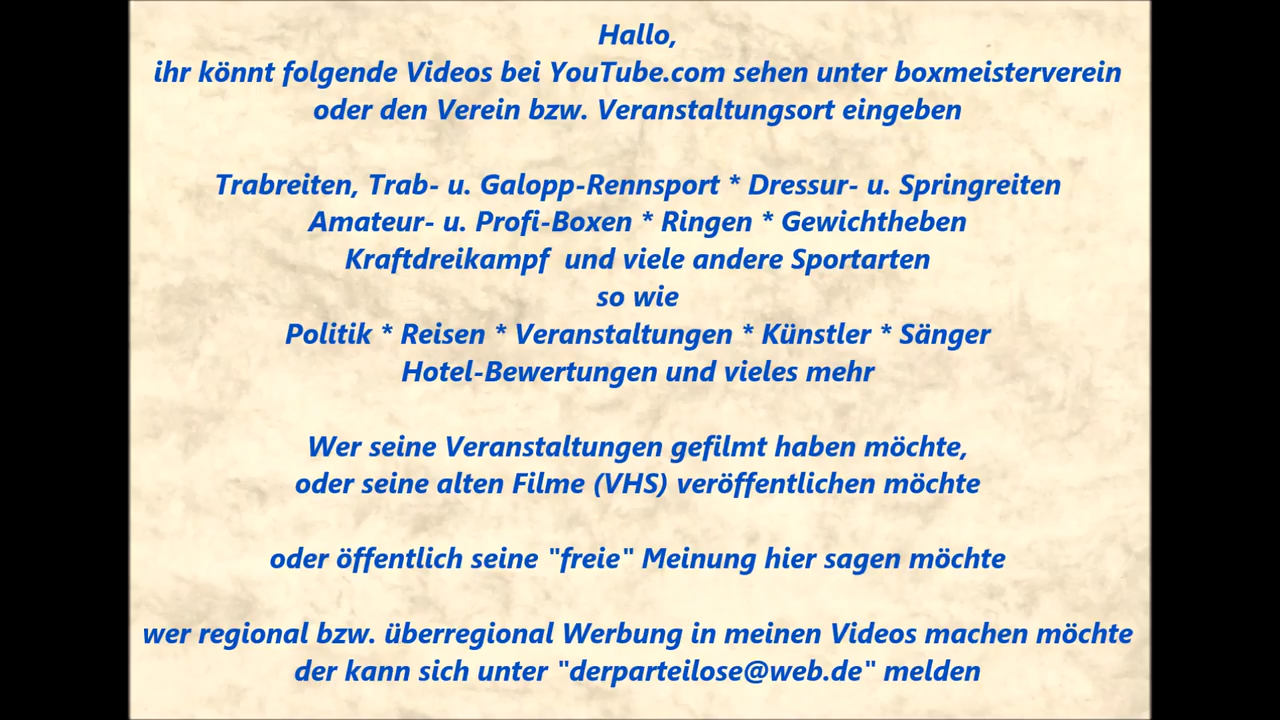 Hallo,
ihr könnt folgende Videos bei YouTube.com sehen unter boxmeisterverein
oder den Verein bzw. Veranstaltungsort eingeben
Trabreiten, Trab- u. Galopp-Rennsport * Dressur- u. Springreiten
Amateur- u. Profi-Boxen * Ringen * Gewichtheben
Kraftdreikampf  und viele andere Sportarten
so wie
Politik * Reisen * Veranstaltungen * Künstler * Sänger
Hotel-Bewertungen und vieles mehr
Wer seine Veranstaltungen gefilmt haben möchte,
oder seine alten Filme (VHS) veröffentlichen möchte
oder öffentlich seine "freie" Meinung hier sagen möchte
wer regional bzw. überregional Werbung in meinen Videos machen möchte
der kann sich unter "derparteilose@web.de" melden